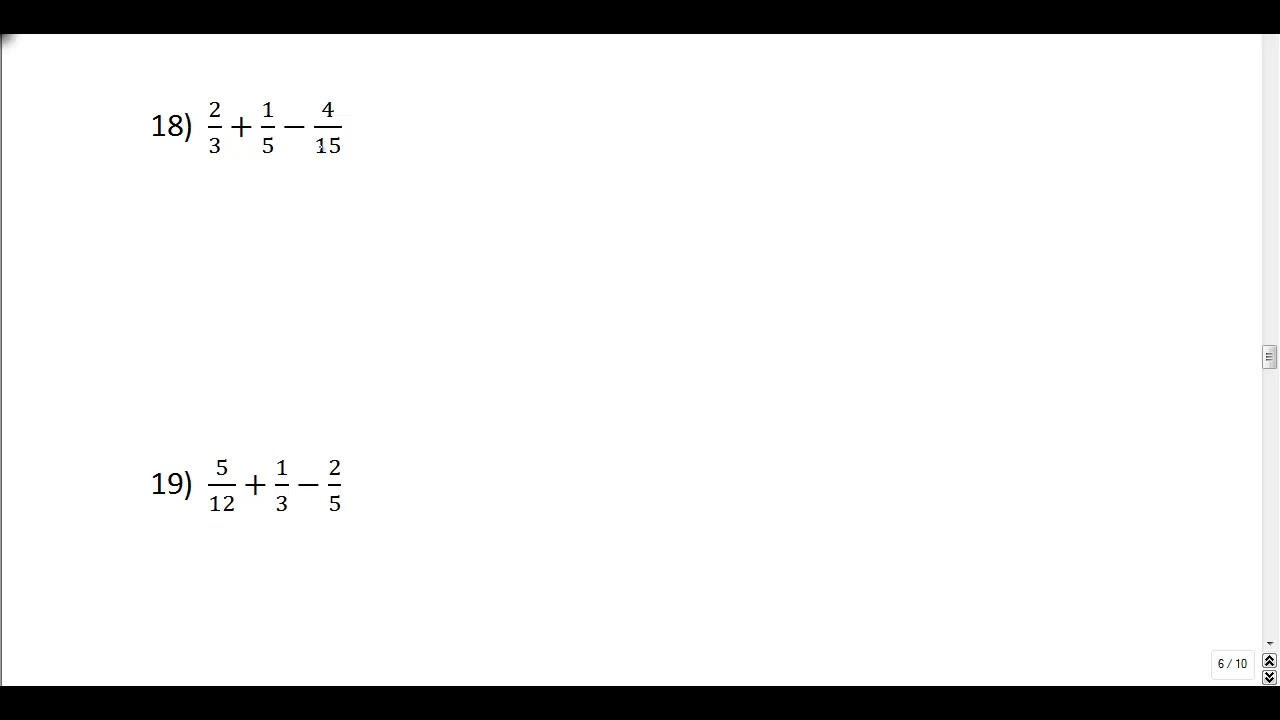 18) 2/3 + 1/5 − 4/15
19) 5/12 + 1/3 − 2/5
6 / 10